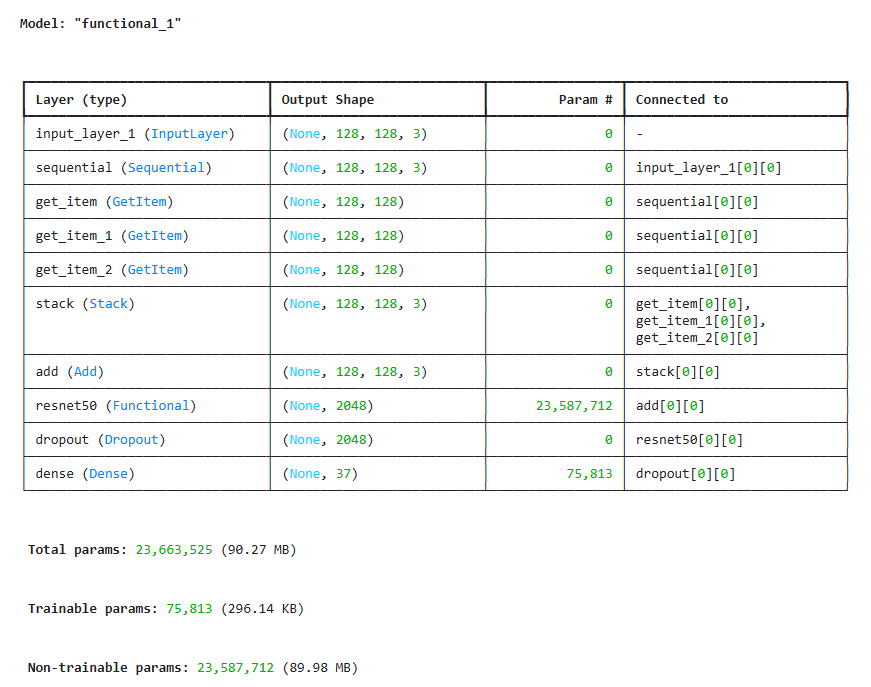 Model: "functional_1"
Layer (type) Output Shape Param # Connected to
input_layer_1 (InputLayer) (None, 128, 128, 3) 0 -
sequential (Sequential) (None, 128, 128, 3) 0 input_layer_1[0][0]
get_item (GetItem) (None, 128, 128) 0 sequential[0][0]
get_item_1 (GetItem) (None, 128, 128) 0 sequential[0][0]
get_item_2 (GetItem) (None, 128, 128) 0 sequential[0][0]
stack (Stack) (None, 128, 128, 3) 0 get_item[0][0],
get_item_1[0][0],
get_item_2[0][0]
add (Add) (None, 128, 128, 3) 0 stack[0][0]
resnet50 (Functional) (None, 2048) 23,587,712 add[0][0]
dropout (Dropout) (None, 2048) 0 resnet50[0][0]
dense (Dense) (None, 37) 75,813 dropout[0][0]
Total params: 23,663,525 (90.27 MB)
Trainable params: 75,813 (296.14 KB)
Non-trainable params: 23,587,712 (89.98 MB)